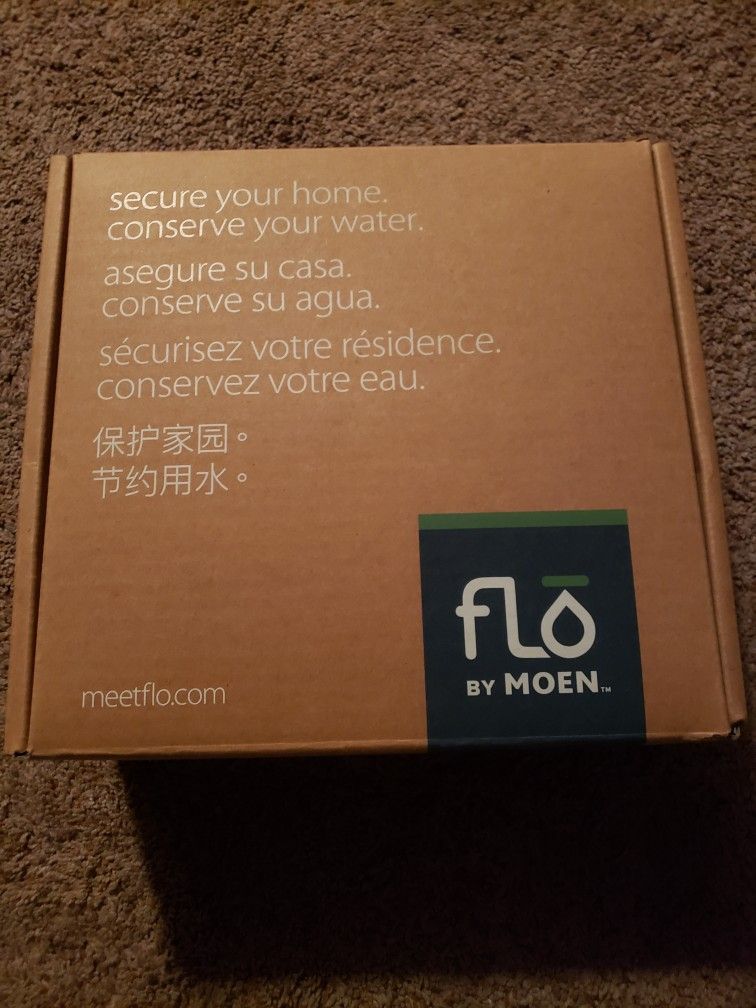 secure your home.
conserve your water.
asegure su casa.
conserve su agua.
sécurisez votre résidence.
conservez votre eau.
保护家园。
节约用水。
flō
BY MOEN™
meetflo.com